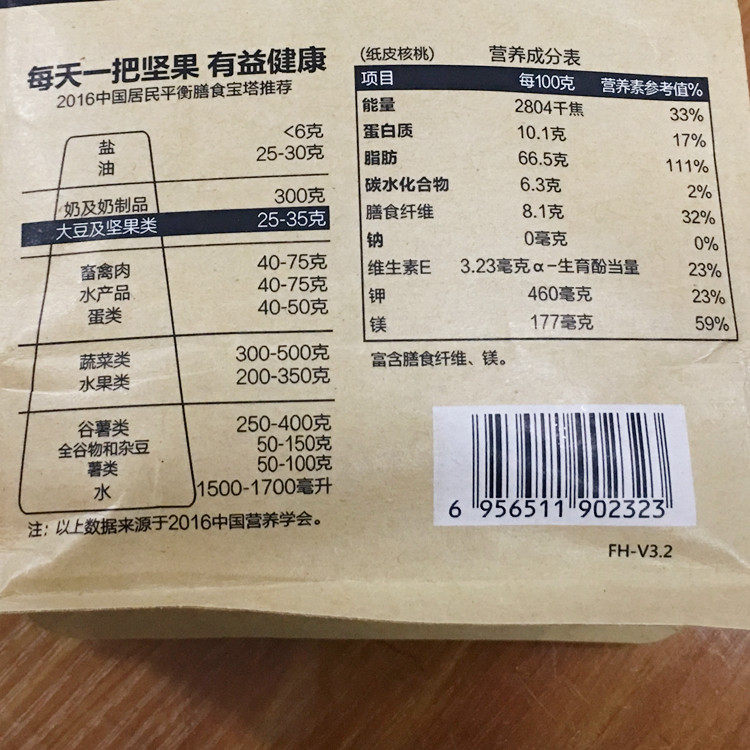 每天一把坚果 有益健康
2016中国居民平衡膳食宝塔推荐
盐 <6克
油 25-30克
奶及奶制品 300克
大豆及坚果类 25-35克
畜禽肉 40-75克
水产品 40-75克
蛋类 40-50克
蔬菜类 300-500克
水果类 200-350克
谷薯类 250-400克
全谷物和杂豆 50-150克
薯类 50-100克
水 1500-1700毫升
注:以上数据来源于2016中国营养学会。
(纸皮核桃) 营养成分表
项目 每100克 营养素参考值%
能量 2804千焦 33%
蛋白质 10.1克 17%
脂肪 66.5克 111%
碳水化合物 6.3克 2%
膳食纤维 8.1克 32%
钠 0毫克 0%
维生素E 3.23毫克α-生育酚当量 23%
钾 460毫克 23%
镁 177毫克 59%
富含膳食纤维、镁。
6 956511 902323
FH-V3.2